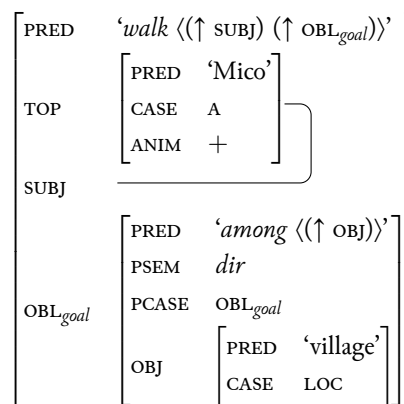 PRED ‘walk ⟨(↑ SUBJ) (↑ OBLgoal)⟩’
PRED ‘Mico’
TOP CASE A
ANIM +
SUBJ
PRED ‘among ⟨(↑ OBJ)⟩’
PSEM dir
OBLgoal PCASE OBLgoal
PRED ‘village’
OBJ
CASE LOC